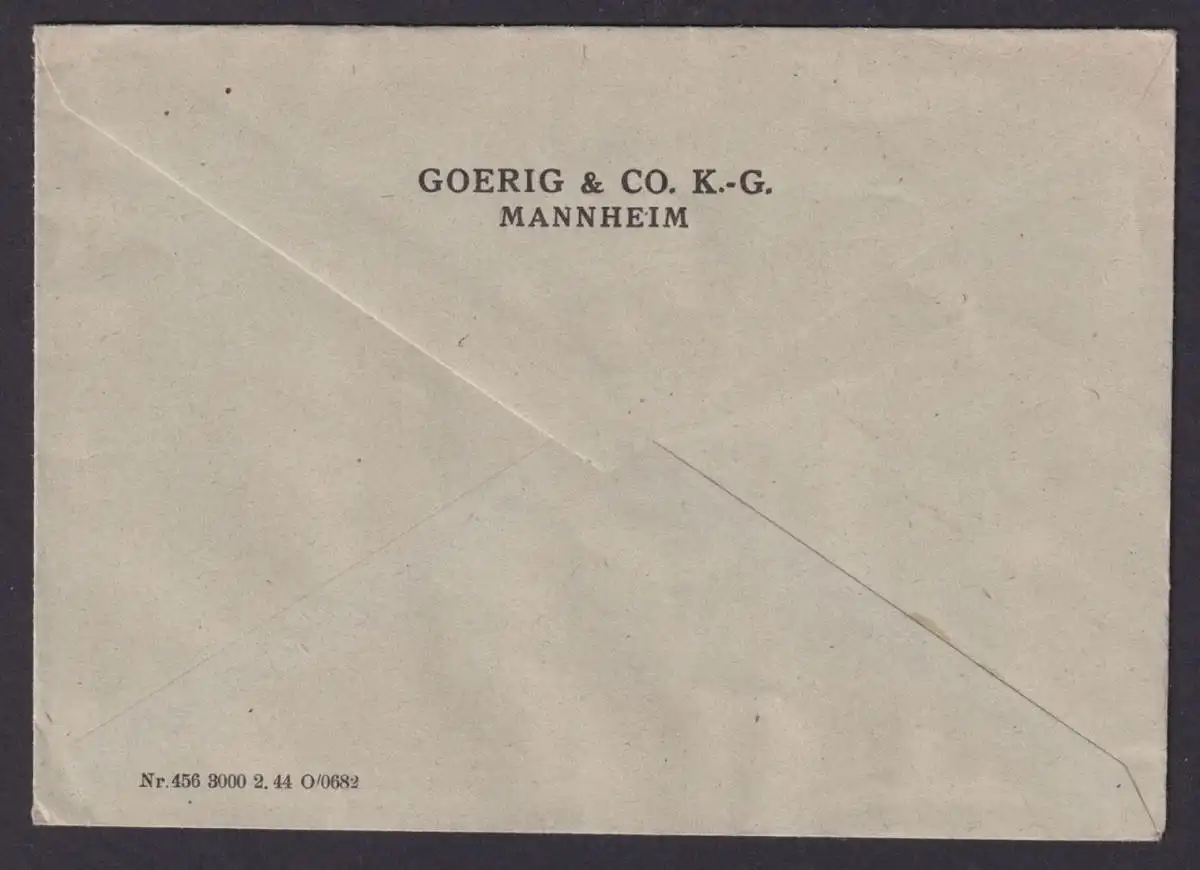 GOERIG & CO. K.-G.
MANNHEIM
Nr. 456 3000 2. 44 O/0682